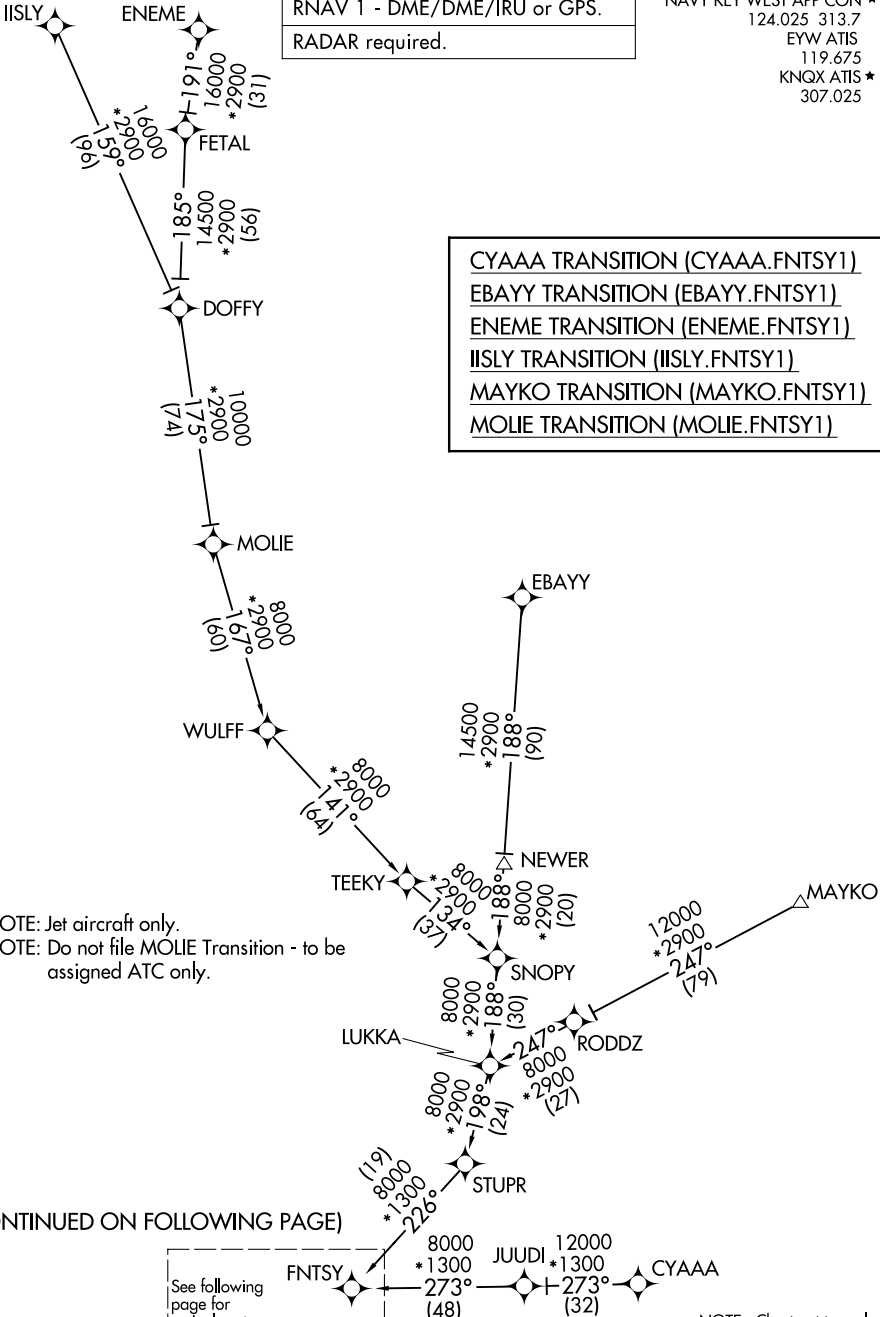 IISLY
ENEME
RNAV 1 - DME/DME/IRU or GPS.
RADAR required.
NAVY KEY WEST APP CON ★
124.025 313.7
EYW ATIS
119.675
KNQX ATIS ★
307.025
191°
16000
*2900
(31)
FETAL
16000
*2900
159°
(96)
185°
14500
*2900
(56)
DOFFY
CYAAA TRANSITION (CYAAA.FNTSY1)
EBAYY TRANSITION (EBAYY.FNTSY1)
ENEME TRANSITION (ENEME.FNTSY1)
IISLY TRANSITION (IISLY.FNTSY1)
MAYKO TRANSITION (MAYKO.FNTSY1)
MOLIE TRANSITION (MOLIE.FNTSY1)
10000
*2900
175°
(74)
MOLIE
EBAYY
8000
*2900
167°
(60)
WULFF
14500
*2900
188°
(90)
8000
*2900
141°
(64)
NEWER
TEEKY
8000
*2900
134°
(37)
188°
8000
*2900
(20)
MAYKO
12000
*2900
247°
(79)
OTE: Jet aircraft only.
OTE: Do not file MOLIE Transition - to be
assigned ATC only.
SNOPY
8000
*2900
188°
(30)
LUKKA
RODDZ
247°
8000
*2900
(27)
8000
*2900
198°
(24)
STUPR
(19)
8000
*1300
226°
NTINUED ON FOLLOWING PAGE)
See following
page for
FNTSY
8000
*1300
273°
(48)
JUUDI
12000
*1300
273°
(32)
CYAAA